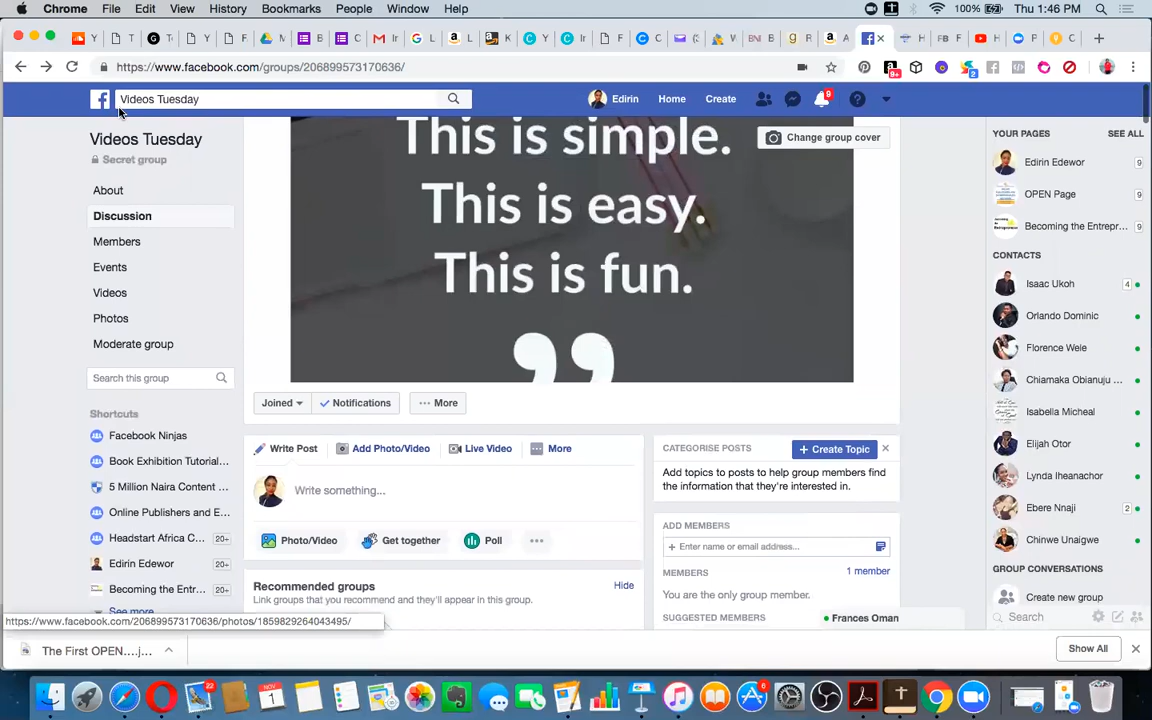 Chrome File Edit View History Bookmarks People Window Help 100% Thu 1:46 PM
https://www.facebook.com/groups/206899573170636/
Videos Tuesday Edirin Home Create 9
Videos Tuesday
Secret group
About
Discussion
Members
Events
Videos
Photos
Moderate group
Search this group
Shortcuts
Facebook Ninjas
Book Exhibition Tutorial...
5 Million Naira Content ...
Online Publishers and E...
Headstart Africa C... 20+
Edirin Edewor 20+
Becoming the Entr... 20+
See more
This is simple.
This is easy.
This is fun.
”
Change group cover
Joined Notifications More
Write Post Add Photo/Video Live Video More
Write something...
Photo/Video Get together Poll
Recommended groups Hide
Link groups that you recommend and they'll appear in this group.
CATEGORISE POSTS + Create Topic
Add topics to posts to help group members find
the information that they're interested in.
ADD MEMBERS
+ Enter name or email address...
MEMBERS 1 member
You are the only group member.
SUGGESTED MEMBERS
Frances Oman
YOUR PAGES SEE ALL
Edirin Edewor 9
OPEN Page 9
Becoming the Entrepr... 9
CONTACTS
Isaac Ukoh 4
Orlando Dominic
Florence Wele
Chiamaka Obianuju ...
Isabella Micheal
Elijah Otor
Lynda Iheanachor
Ebere Nnaji 2
Chinwe Unaigwe
GROUP CONVERSATIONS
Create new group
Search
https://www.facebook.com/206899573170636/photos/1859829264043495/
The First OPEN....j... Show All